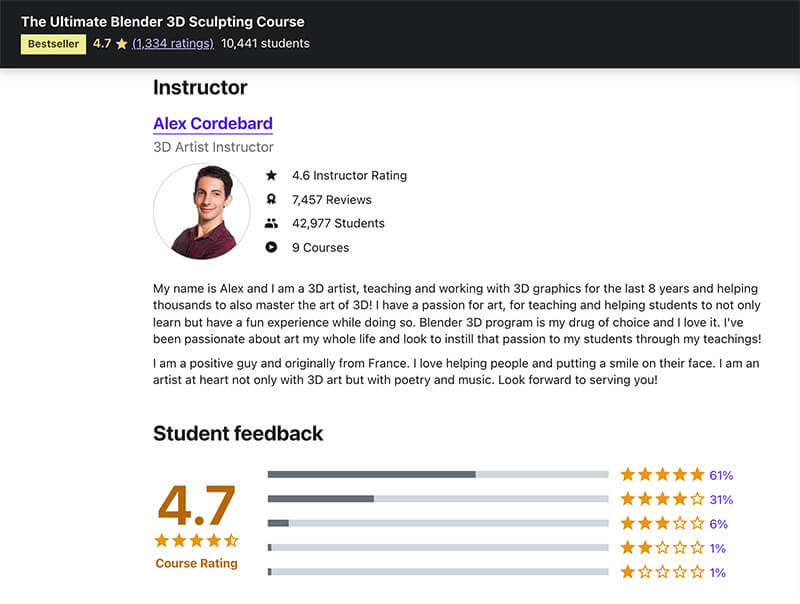 The Ultimate Blender 3D Sculpting Course
Bestseller 4.7 (1,334 ratings) 10,441 students
Instructor
Alex Cordebard
3D Artist Instructor
4.6 Instructor Rating
7,457 Reviews
42,977 Students
9 Courses
My name is Alex and I am a 3D artist, teaching and working with 3D graphics for the last 8 years and helping
thousands to also master the art of 3D! I have a passion for art, for teaching and helping students to not only
learn but have a fun experience while doing so. Blender 3D program is my drug of choice and I love it. I've
been passionate about art my whole life and look to instill that passion to my students through my teachings!
I am a positive guy and originally from France. I love helping people and putting a smile on their face. I am an
artist at heart not only with 3D art but with poetry and music. Look forward to serving you!
Student feedback
4.7
Course Rating
61%
31%
6%
1%
1%